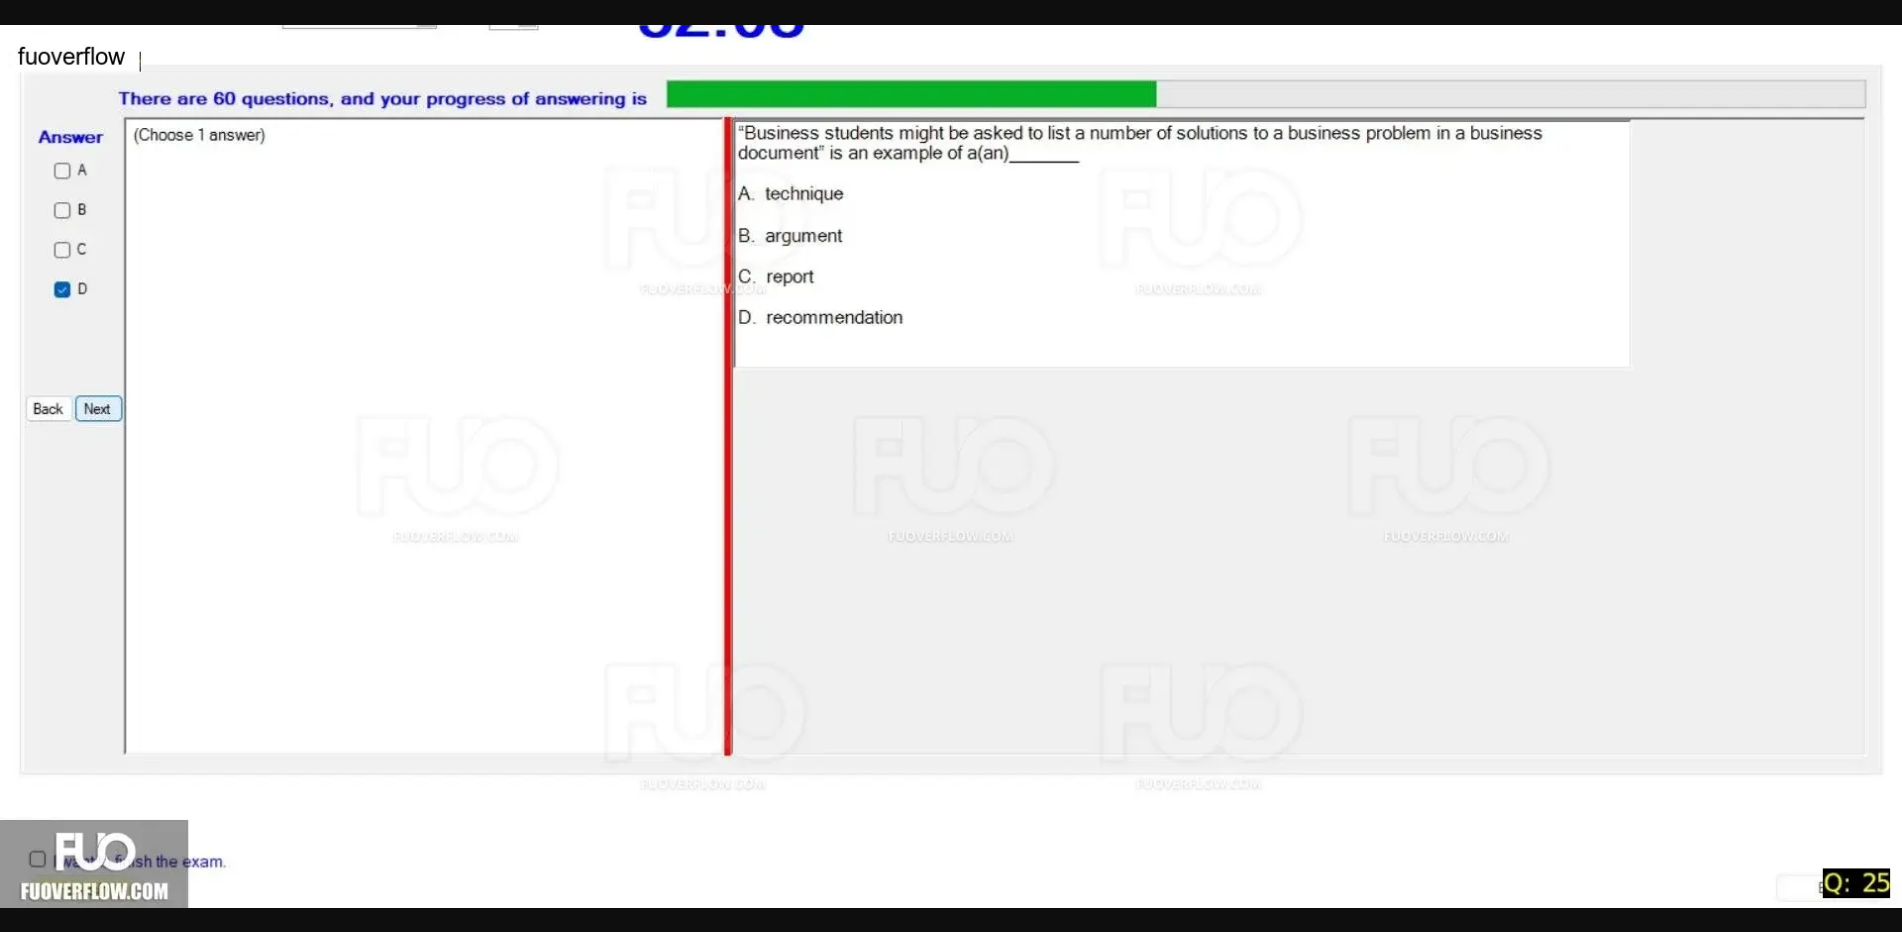 fuoverflow
There are 60 questions, and your progress of answering is
Answer
A
B
C
D
Back
Next
(Choose 1 answer)
“Business students might be asked to list a number of solutions to a business problem in a business
document” is an example of a(an)_______
A. technique
B. argument
C. report
D. recommendation
FUO
FUOVERFLOW.COM
FUO
FUOVERFLOW.COM
FUO
FUOVERFLOW.COM
FUO
FUOVERFLOW.COM
FUO
FUOVERFLOW.COM
FUO
FUOVERFLOW.COM
FUO
FUOVERFLOW.COM
FUO
the exam.
FUOVERFLOW.COM
Q: 25